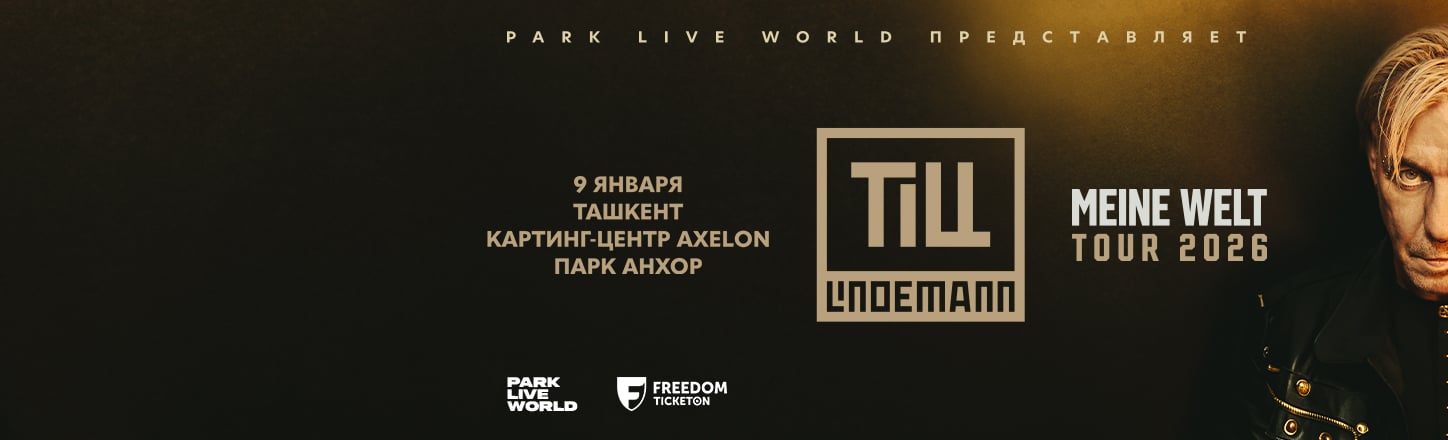 PARK LIVE WORLD ПРЕДСТАВЛЯЕТ
9 ЯНВАРЯ
ТАШКЕНТ
КАРТИНГ-ЦЕНТР AXELON
ПАРК АНХОР
TILL
LINDEMANN
MEINE WELT
TOUR 2026
PARK
LIVE
WORLD
FREEDOM
TICKETON